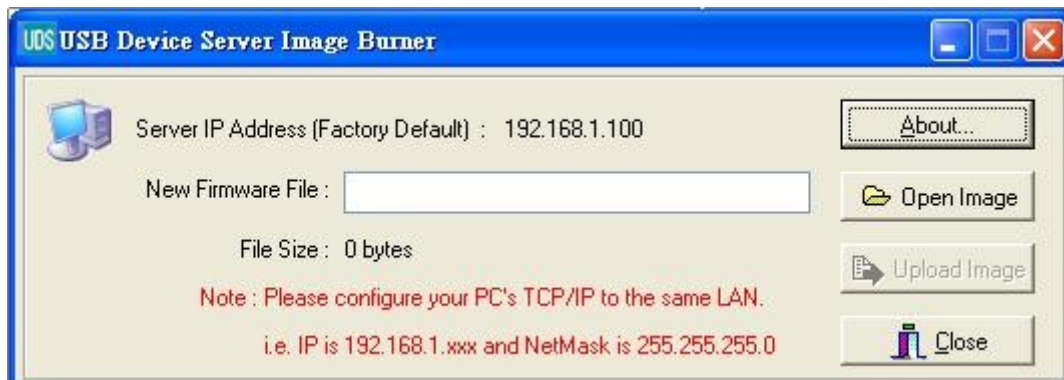 UDS USB Device Server Image Burner
Server IP Address (Factory Default) : 192.168.1.100
About...
New Firmware File :
Open Image
File Size : 0 bytes
Upload Image
Note : Please configure your PC's TCP/IP to the same LAN.
i.e. IP is 192.168.1.xxx and NetMask is 255.255.255.0
Close